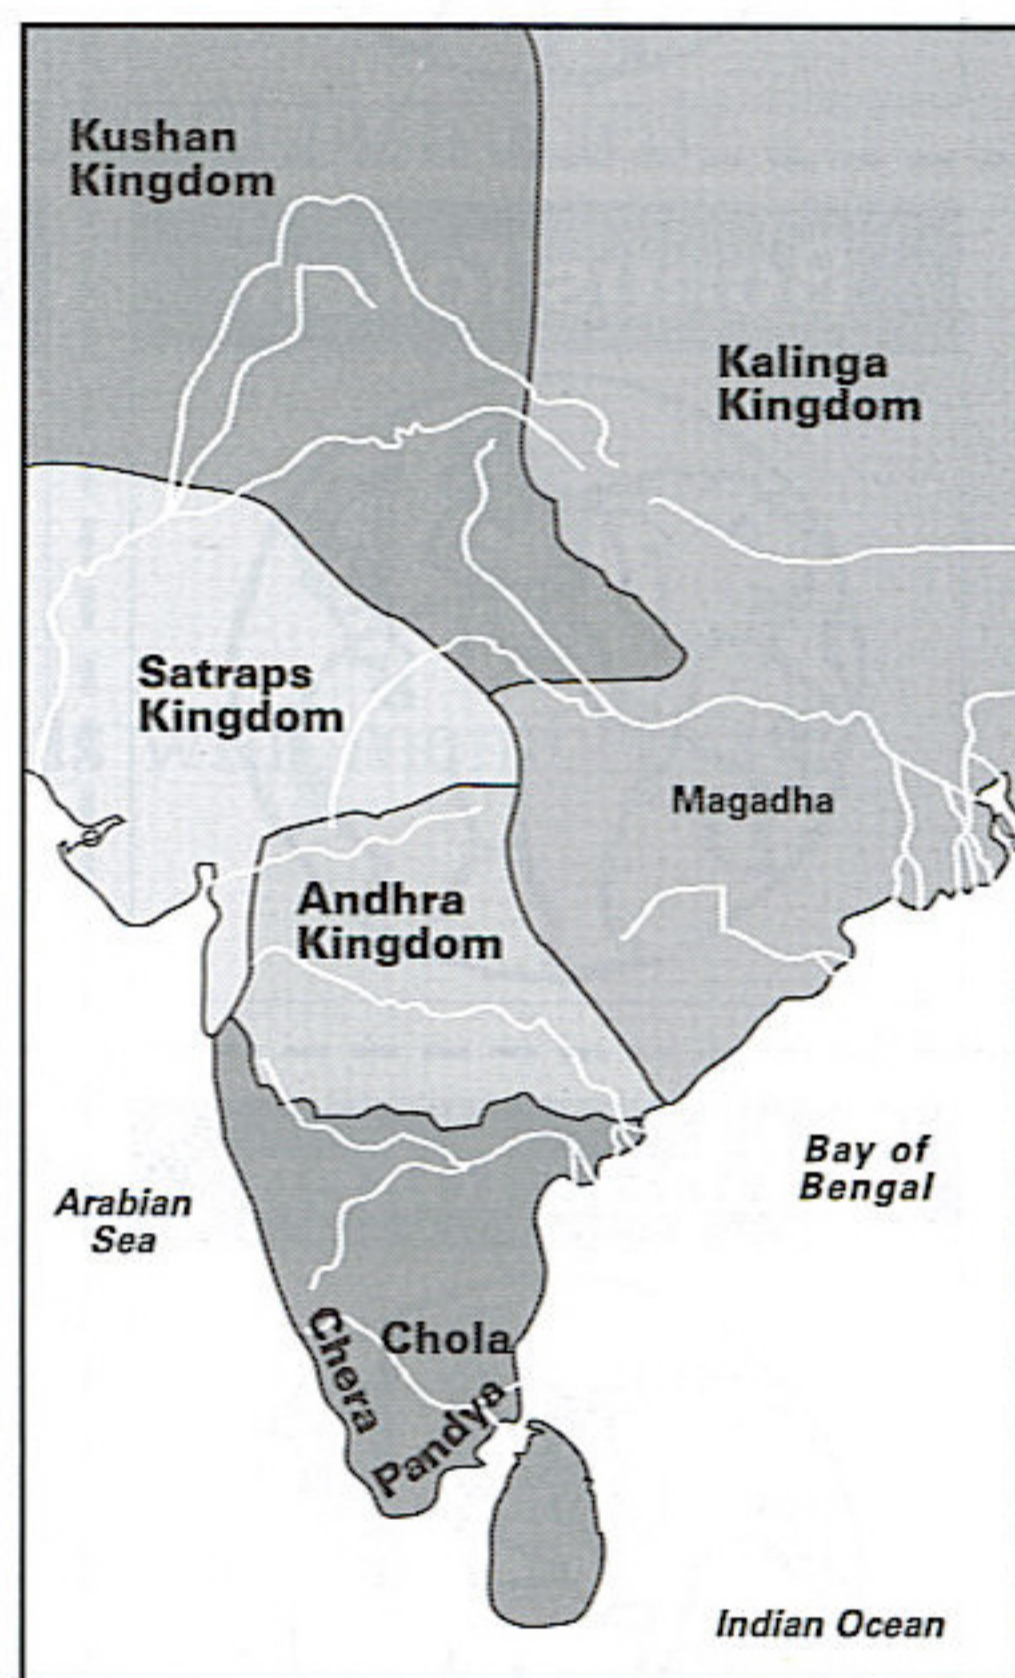 Kushan
Kingdom
Kalinga
Kingdom
Satraps
Kingdom
Magadha
Andhra
Kingdom
Bay of
Bengal
Arabian
Sea
Chera
Chola
Pandya
Indian Ocean